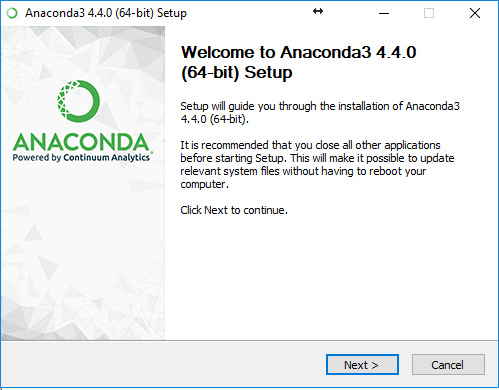 Anaconda3 4.4.0 (64-bit) Setup
Welcome to Anaconda3 4.4.0
(64-bit) Setup
Setup will guide you through the installation of Anaconda3
4.4.0 (64-bit).
It is recommended that you close all other applications
before starting Setup. This will make it possible to update
relevant system files without having to reboot your
computer.
Click Next to continue.
ANACONDA
Powered by Continuum Analytics®
Next >
Cancel